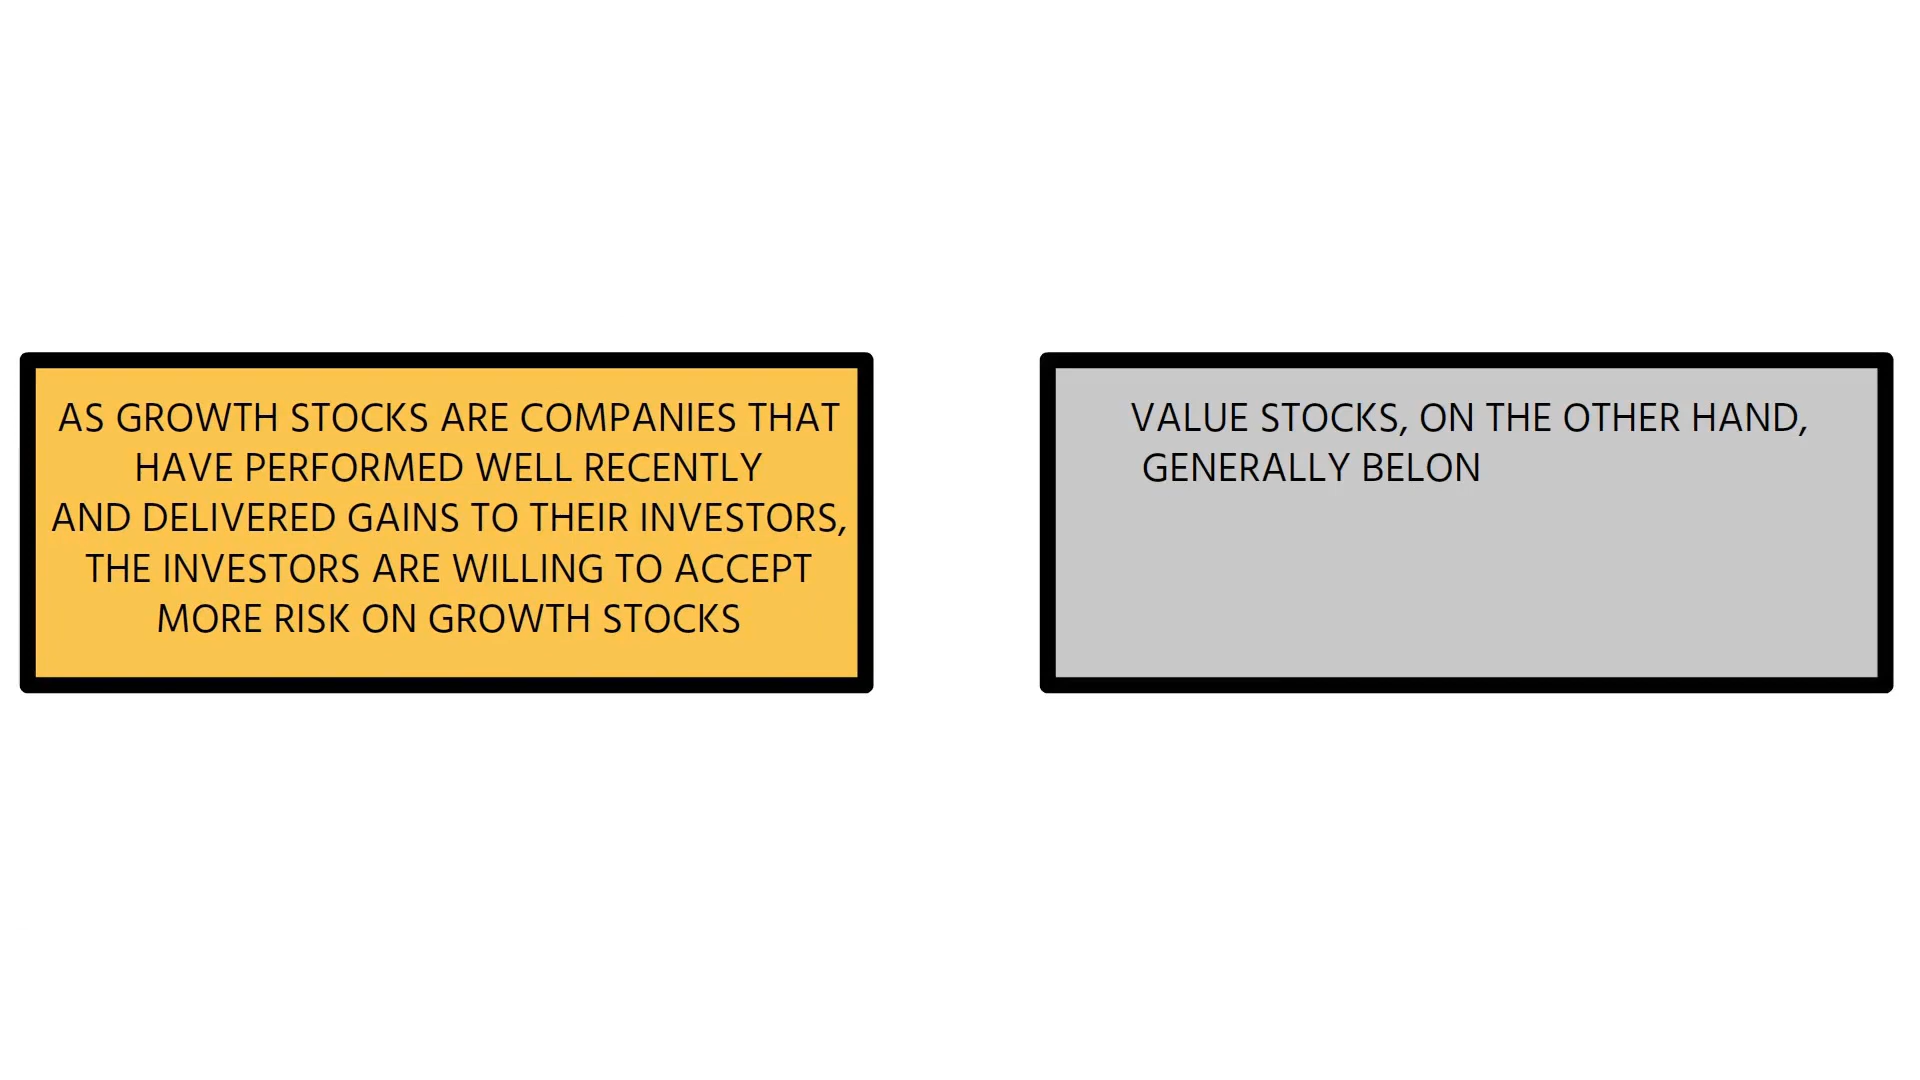 AS GROWTH STOCKS ARE COMPANIES THAT
HAVE PERFORMED WELL RECENTLY
AND DELIVERED GAINS TO THEIR INVESTORS,
THE INVESTORS ARE WILLING TO ACCEPT
MORE RISK ON GROWTH STOCKS
VALUE STOCKS, ON THE OTHER HAND,
GENERALLY BELON